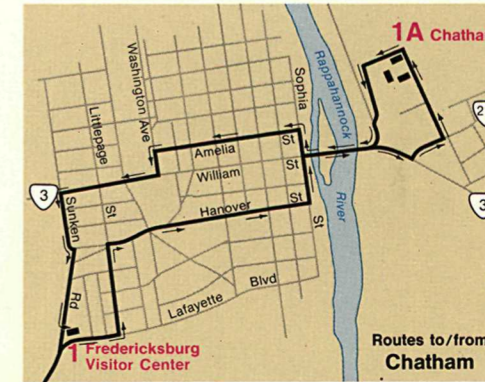 1A Chatha
Rappahannock
River
Washington Ave
Sophia
St
Littlepage
St
Amelia St
William St
Hanover St
3
Sunken
Rd
2
3
Lafayette Blvd
1 Fredericksburg
Visitor Center
Routes to/from
Chatham